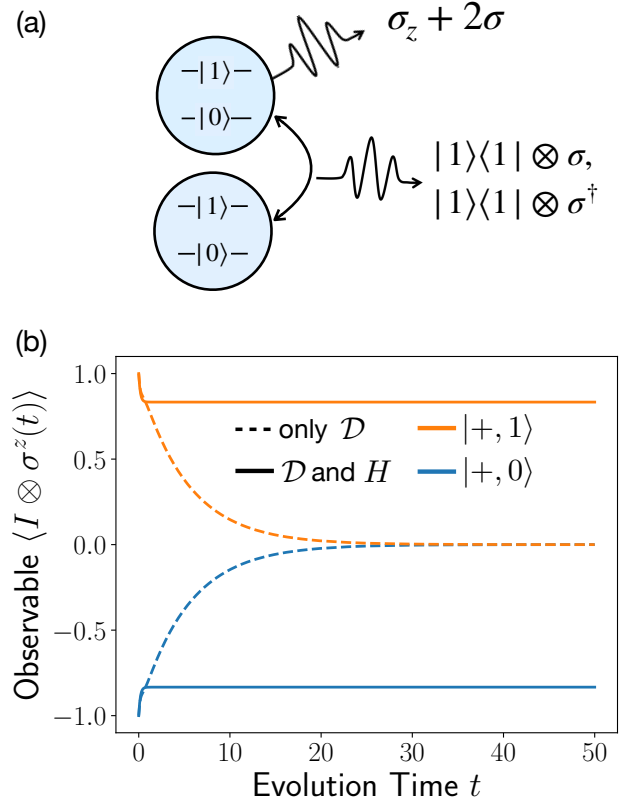 (a)
σ_z + 2σ
–|1⟩–
–|0⟩–
|1⟩⟨1| ⊗ σ,
|1⟩⟨1| ⊗ σ†
–|1⟩–
–|0⟩–
(b)
Observable ⟨I ⊗ σ^z(t)⟩
1.0
0.5
0.0
−0.5
−1.0
only 𝒟
𝒟 and H
|+, 1⟩
|+, 0⟩
0 10 20 30 40 50
Evolution Time t